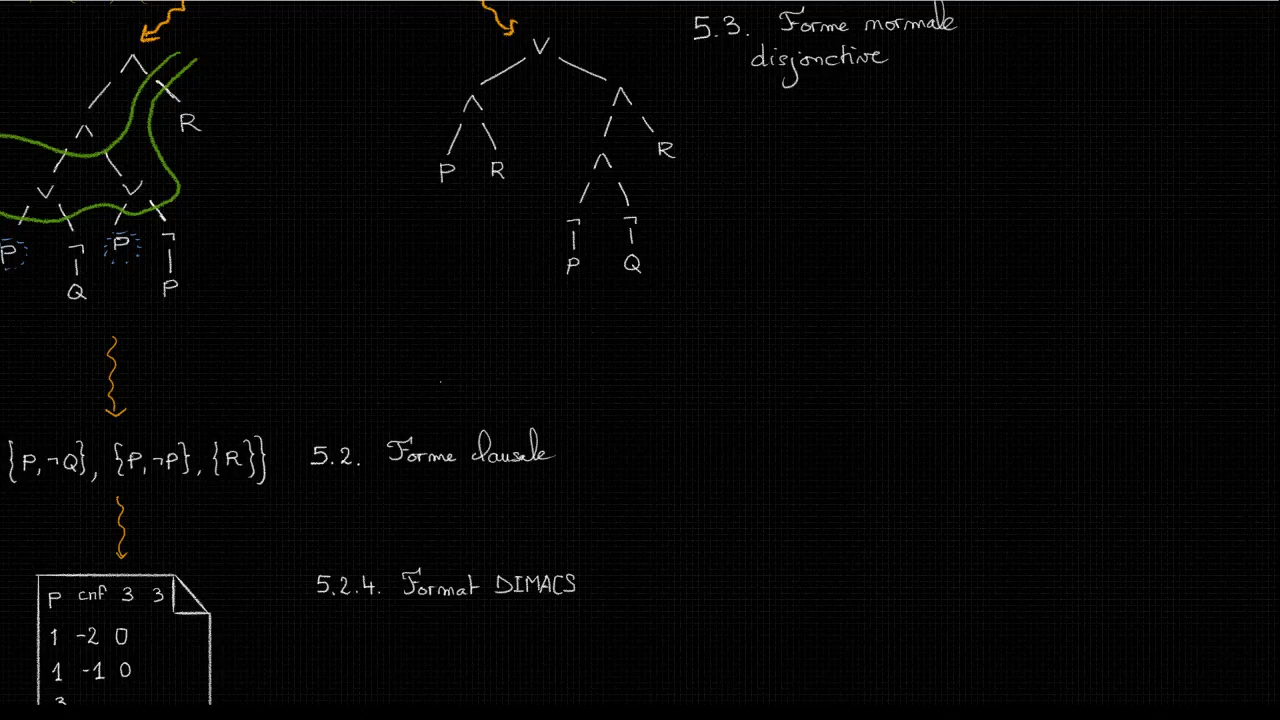 5.3. Forme normale
disjonctive
∧
R
∧
∨ ∨
P ¬ P ¬
Q P
∨
∧ ∧
P R ∧ R
¬ ¬
P Q
{P,¬Q}, {P,¬P}, {R}}
5.2. Forme clausale
5.2.4. Format DIMACS
p cnf 3 3
1 -2 0
1 -1 0